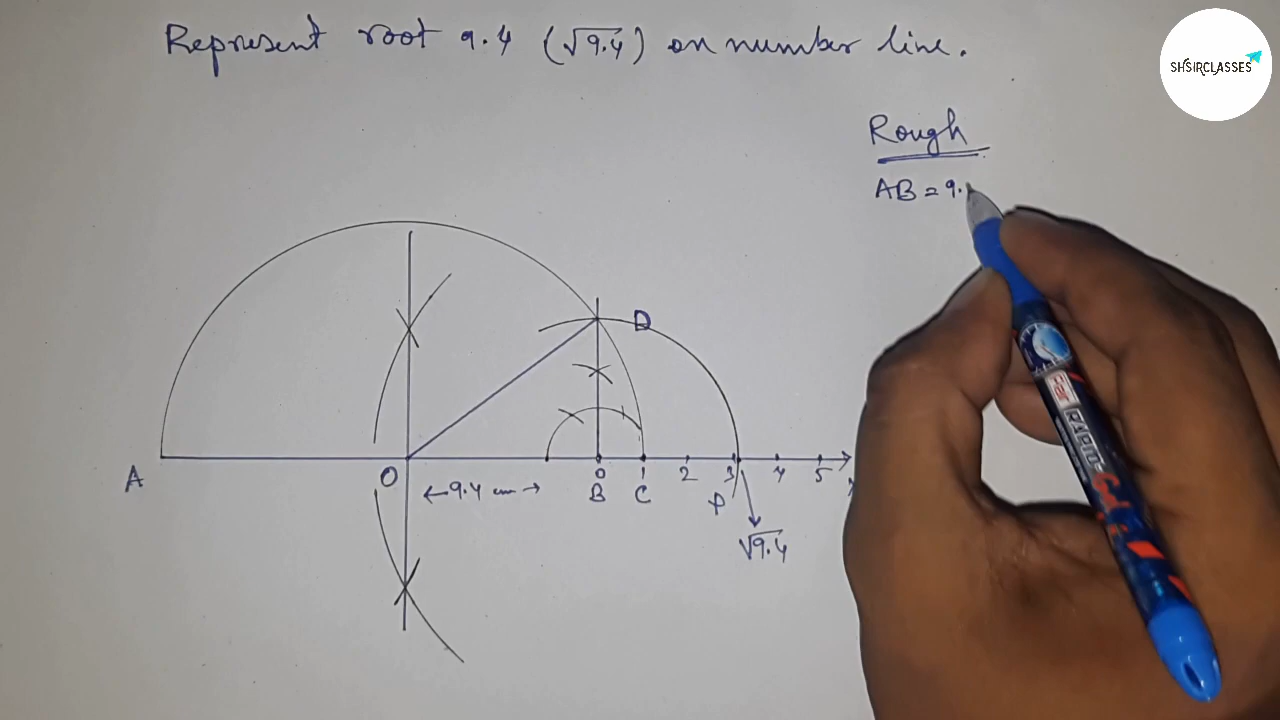 Represent root 9.4 (√9.4) on number line.
SHSIRCLASSES
Rough
AB = 9.
D
A O ←9.4 cm→ 0 1 2 3 4 5
B C P
√9.4